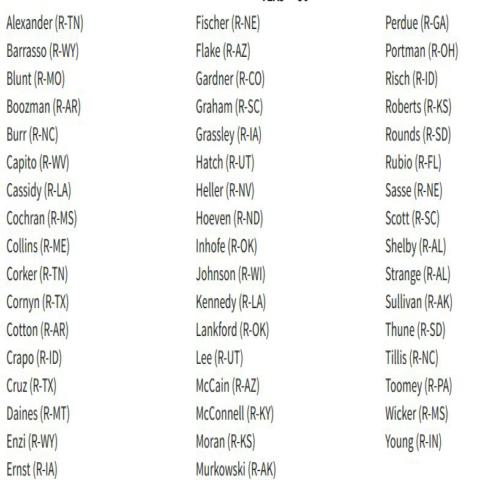 Alexander (R-TN)
Barrasso (R-WY)
Blunt (R-MO)
Boozman (R-AR)
Burr (R-NC)
Capito (R-WV)
Cassidy (R-LA)
Cochran (R-MS)
Collins (R-ME)
Corker (R-TN)
Cornyn (R-TX)
Cotton (R-AR)
Crapo (R-ID)
Cruz (R-TX)
Daines (R-MT)
Enzi (R-WY)
Ernst (R-IA)
Fischer (R-NE)
Flake (R-AZ)
Gardner (R-CO)
Graham (R-SC)
Grassley (R-IA)
Hatch (R-UT)
Heller (R-NV)
Hoeven (R-ND)
Inhofe (R-OK)
Johnson (R-WI)
Kennedy (R-LA)
Lankford (R-OK)
Lee (R-UT)
McCain (R-AZ)
McConnell (R-KY)
Moran (R-KS)
Murkowski (R-AK)
Perdue (R-GA)
Portman (R-OH)
Risch (R-ID)
Roberts (R-KS)
Rounds (R-SD)
Rubio (R-FL)
Sasse (R-NE)
Scott (R-SC)
Shelby (R-AL)
Strange (R-AL)
Sullivan (R-AK)
Thune (R-SD)
Tillis (R-NC)
Toomey (R-PA)
Wicker (R-MS)
Young (R-IN)